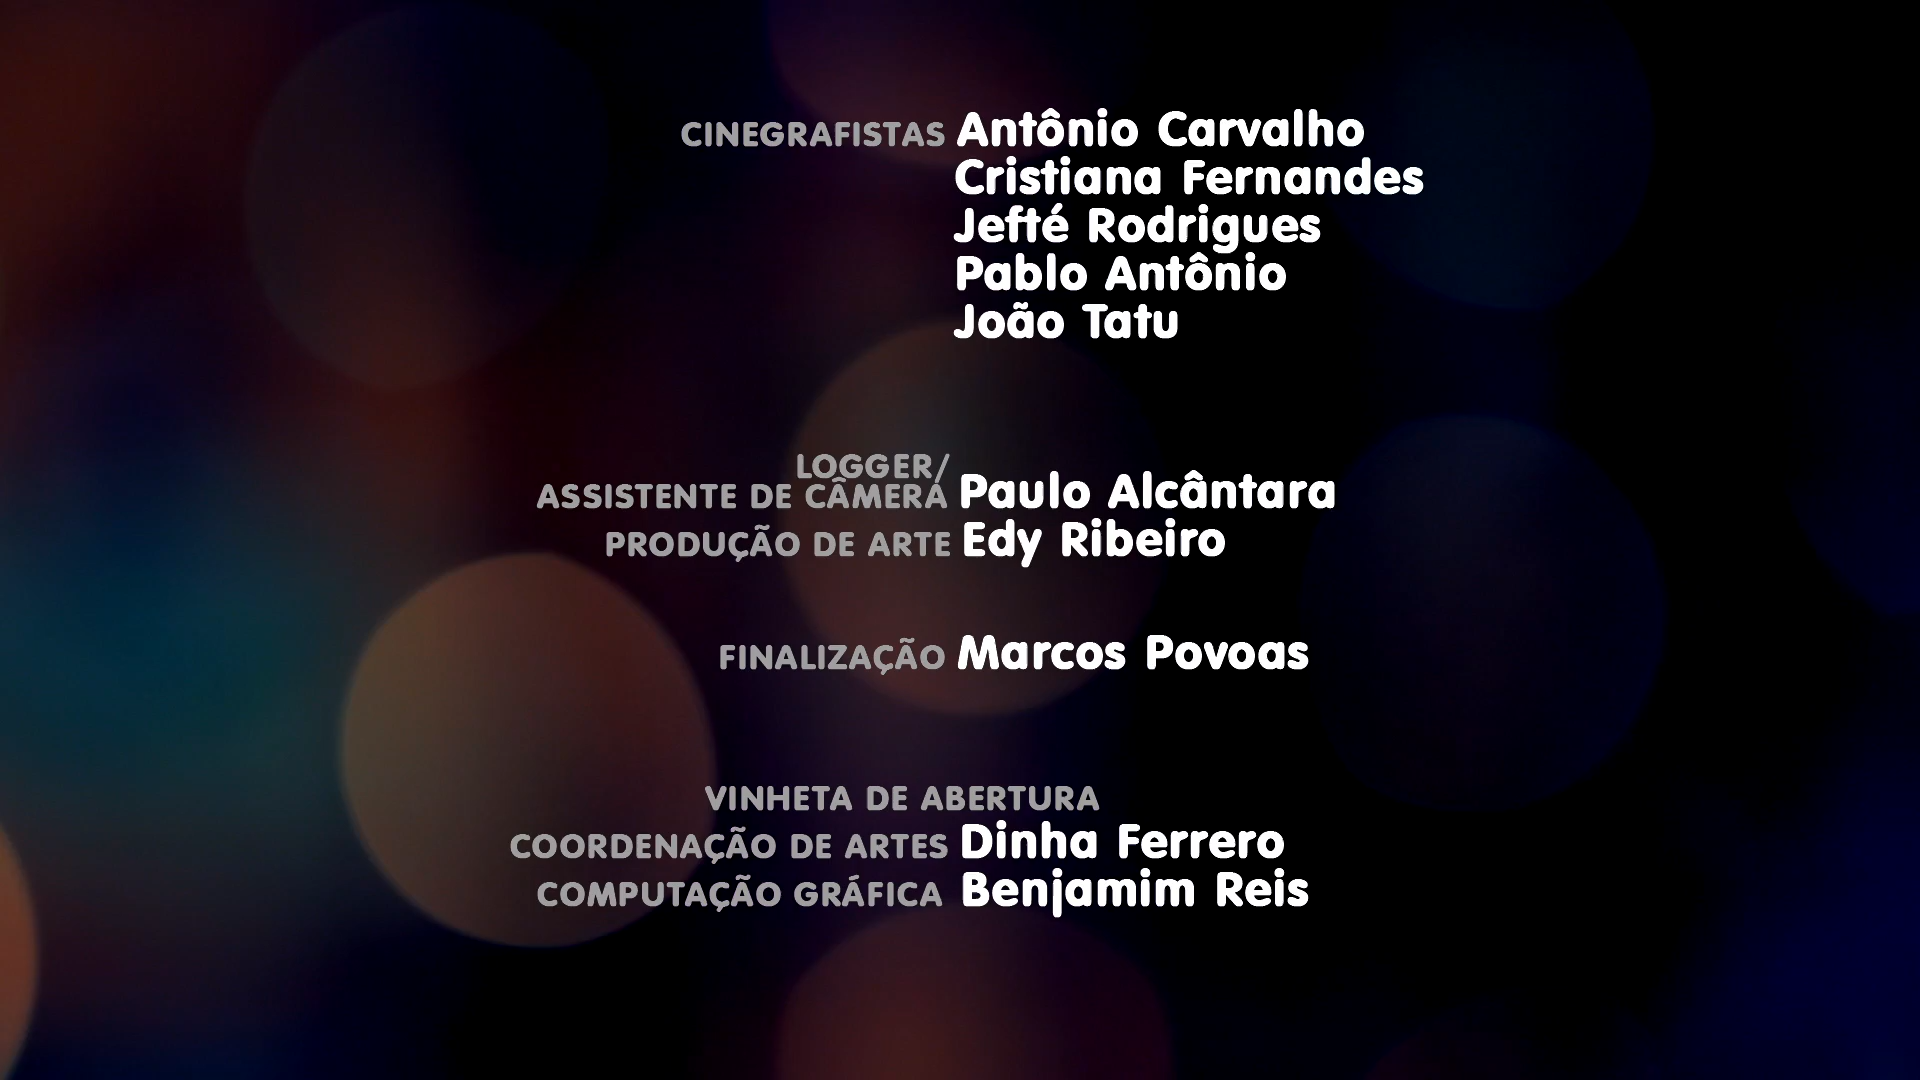 CINEGRAFISTAS Antônio Carvalho
Cristiana Fernandes
Jefté Rodrigues
Pablo Antônio
João Tatu
LOGGER/
ASSISTENTE DE CÂMERA Paulo Alcântara
PRODUÇÃO DE ARTE Edy Ribeiro
FINALIZAÇÃO Marcos Povoas
VINHETA DE ABERTURA
COORDENAÇÃO DE ARTES Dinha Ferrero
COMPUTAÇÃO GRÁFICA Benjamim Reis